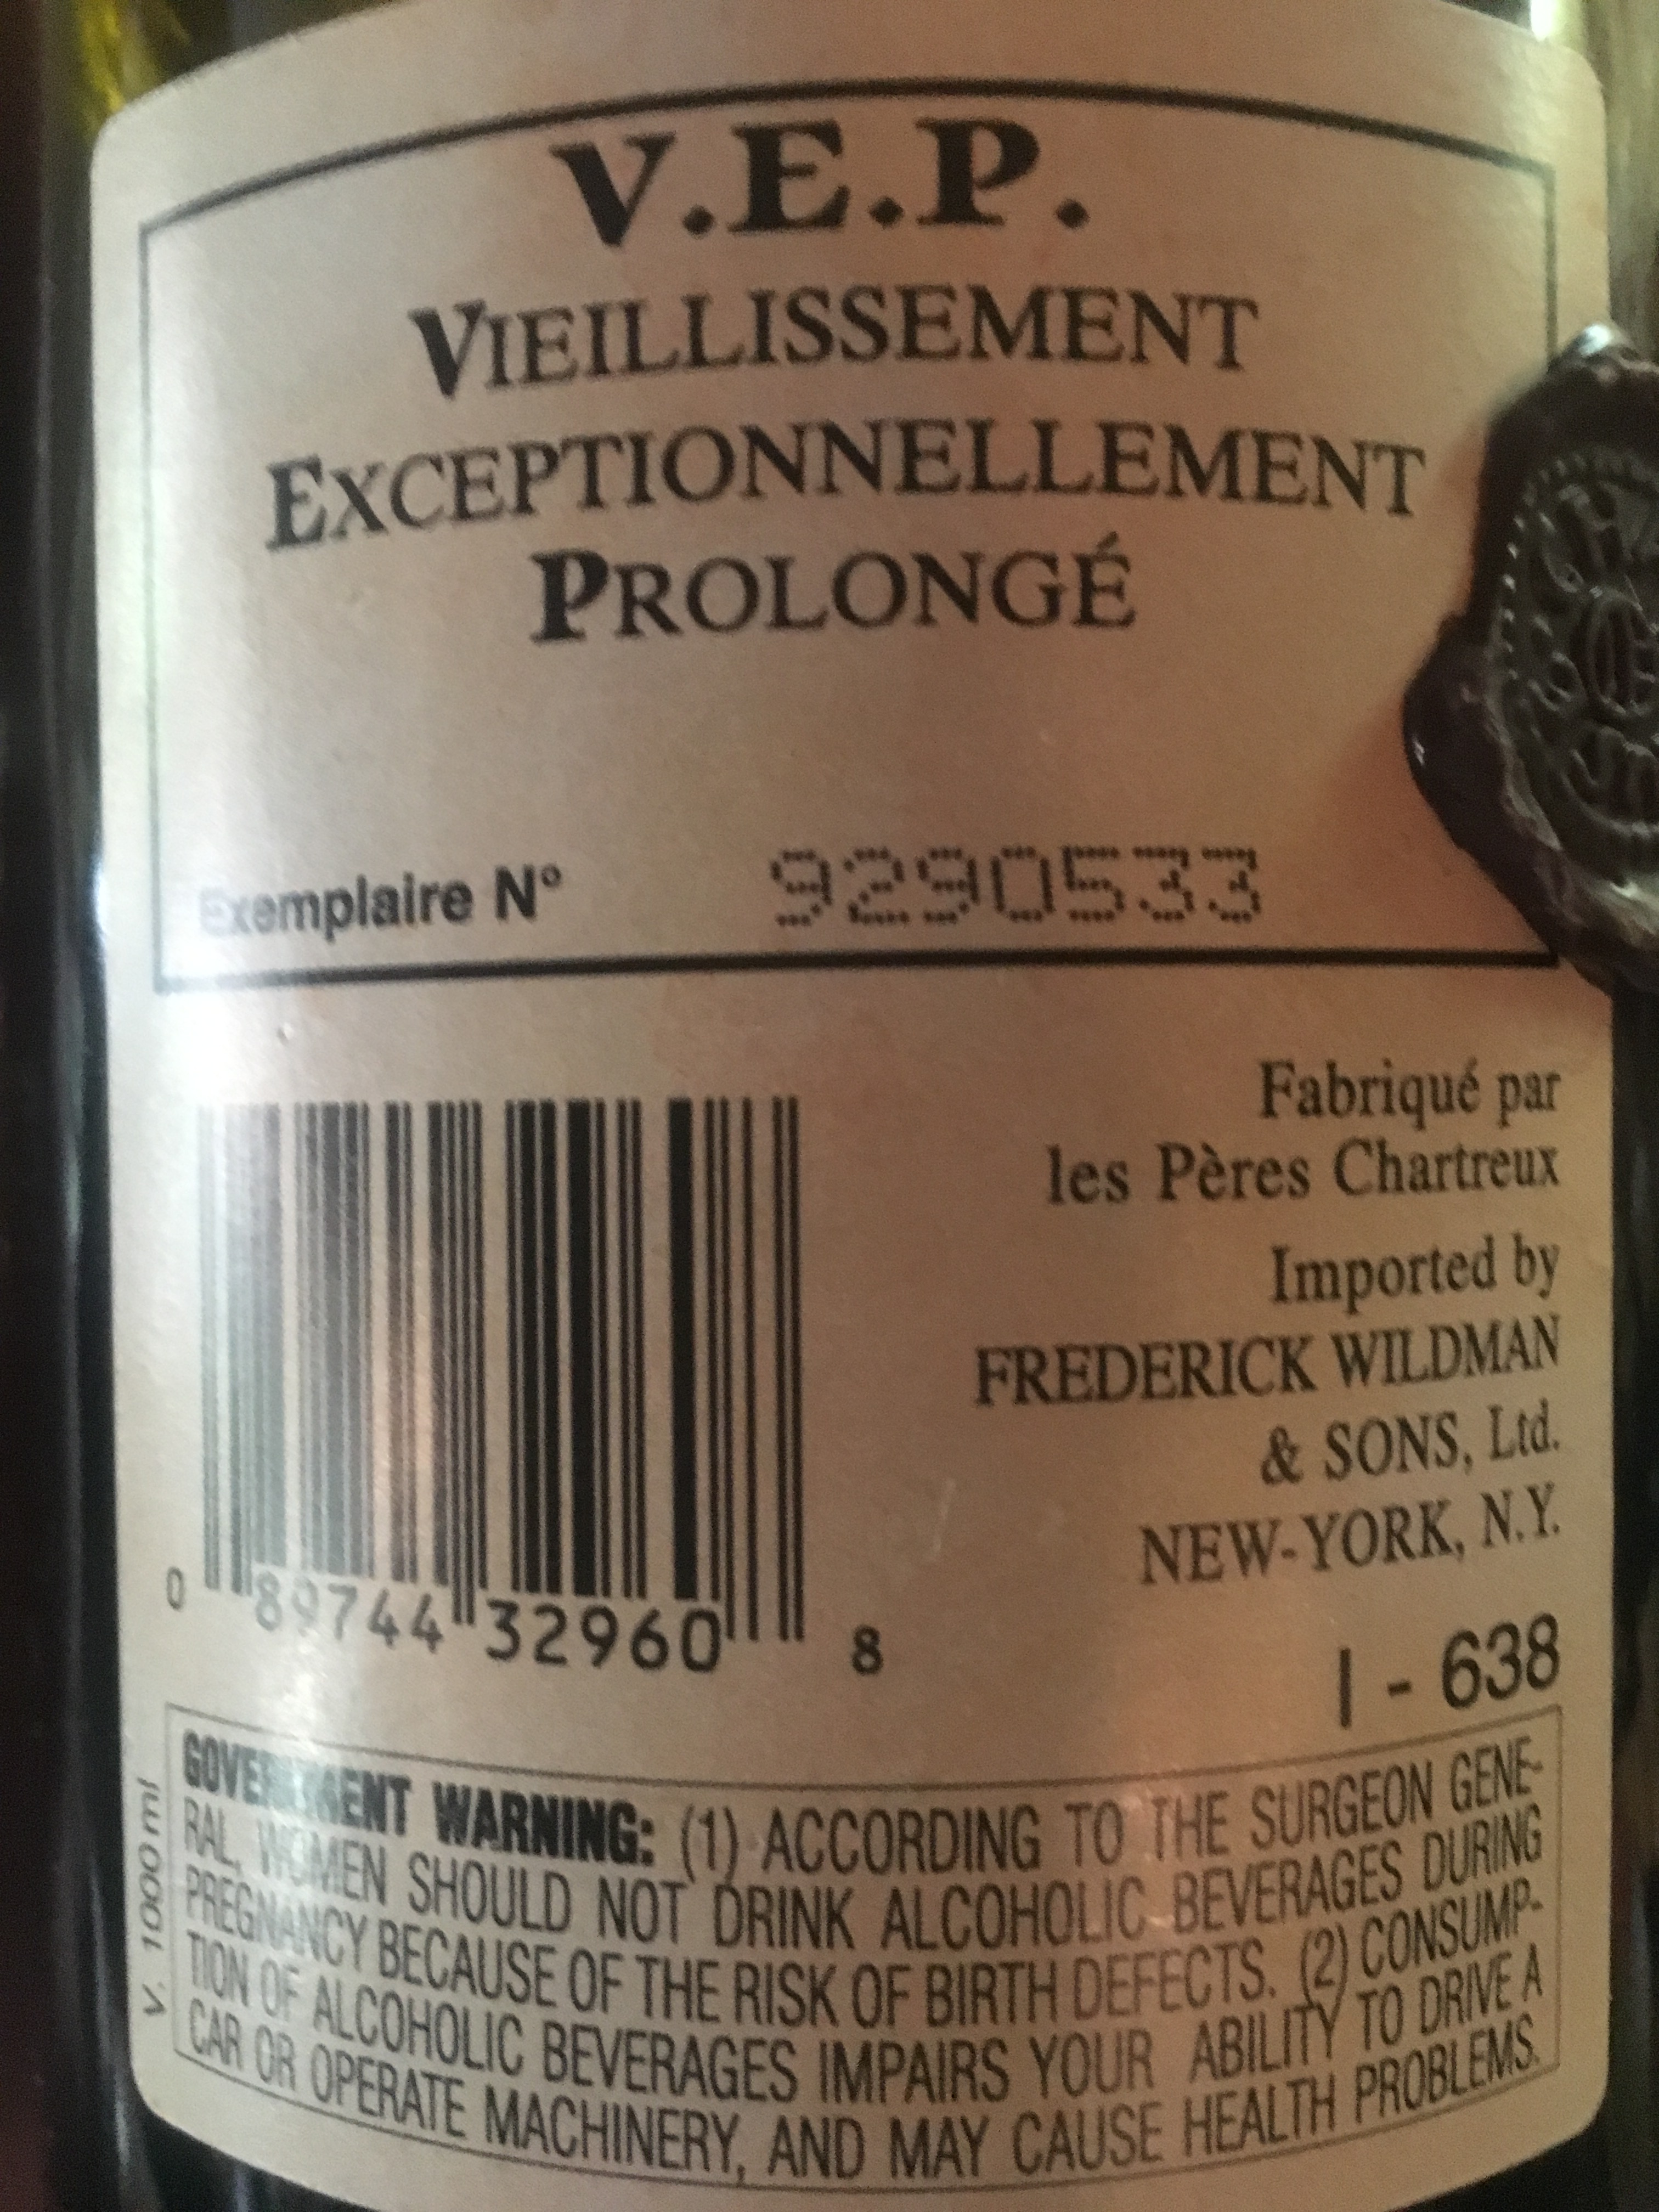 V.E.P.
VIEILLISSEMENT
EXCEPTIONNELLEMENT
PROLONGÉ
Exemplaire N° 9290533
Fabriqué par
les Pères Chartreux
Imported by
FREDERICK WILDMAN
& SONS, Ltd.
NEW-YORK, N.Y.
0 89744 32960 8
I - 638
V. 1000 ml
GOVERNMENT WARNING: (1) ACCORDING TO THE SURGEON GENE-
RAL, WOMEN SHOULD NOT DRINK ALCOHOLIC BEVERAGES DURING
PREGNANCY BECAUSE OF THE RISK OF BIRTH DEFECTS. (2) CONSUMP-
TION OF ALCOHOLIC BEVERAGES IMPAIRS YOUR ABILITY TO DRIVE A
CAR OR OPERATE MACHINERY, AND MAY CAUSE HEALTH PROBLEMS.